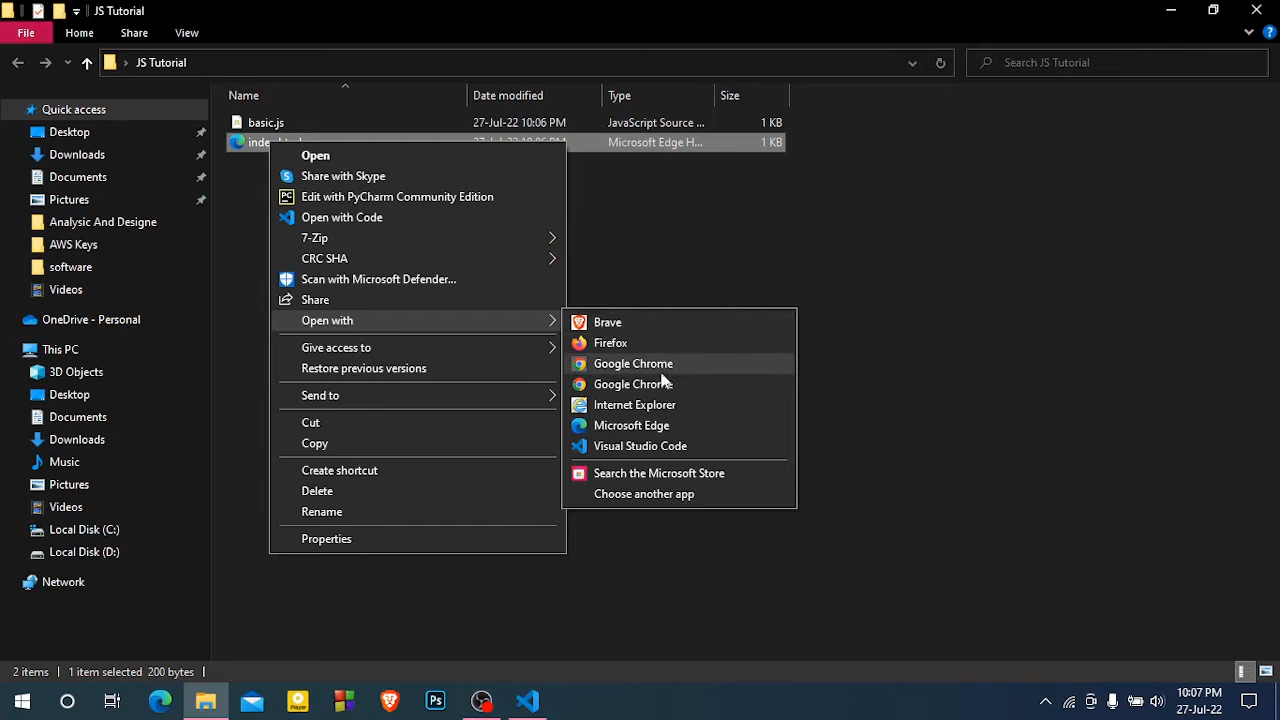 JS Tutorial
File Home Share View
JS Tutorial
Search JS Tutorial
Name Date modified Type Size
Quick access
Desktop
Downloads
Documents
Pictures
Analysic And Designe
AWS Keys
software
Videos
OneDrive - Personal
This PC
3D Objects
Desktop
Documents
Downloads
Music
Pictures
Videos
Local Disk (C:)
Local Disk (D:)
Network
basic.js 27-Jul-22 10:06 PM JavaScript Source ... 1 KB
Microsoft Edge H... 1 KB
Open
Share with Skype
PC Edit with PyCharm Community Edition
Open with Code
7-Zip
CRC SHA
Scan with Microsoft Defender...
Share
Open with
Give access to
Restore previous versions
Send to
Cut
Copy
Create shortcut
Delete
Rename
Properties
Brave
Firefox
Google Chrome
Google Chrome
Internet Explorer
Microsoft Edge
Visual Studio Code
Search the Microsoft Store
Choose another app
2 items 1 item selected 200 bytes
Player
Ps
10:07 PM
27-Jul-22